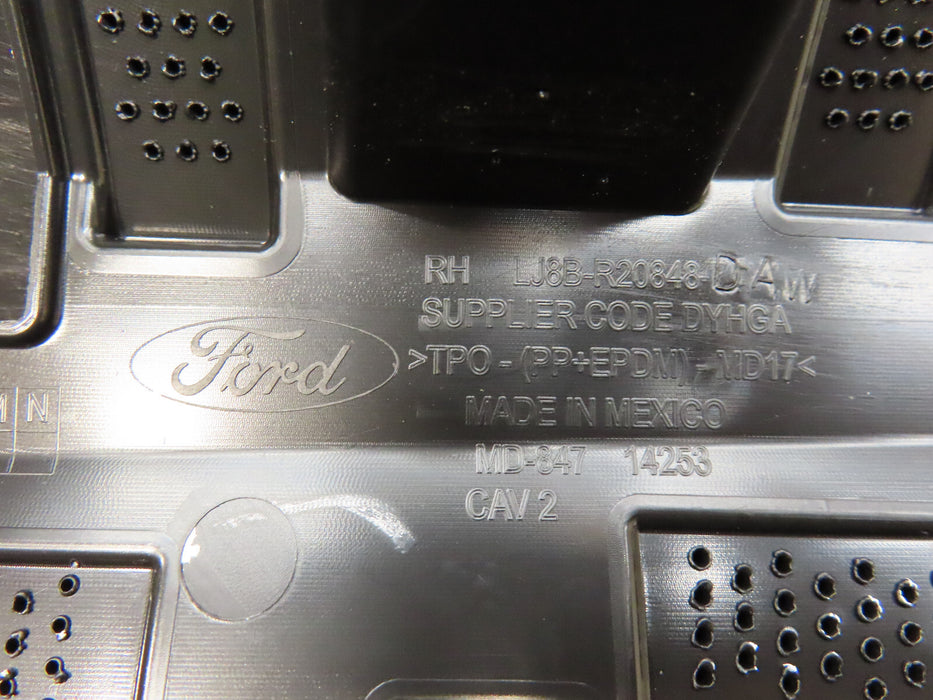 RH LJ8B-R20848 DAW
SUPPLIER CODE DYHGA
Ford
>TPO - (PP+EPDM) - MD17<
MADE IN MEXICO
N
MD-847 14253
CAV 2